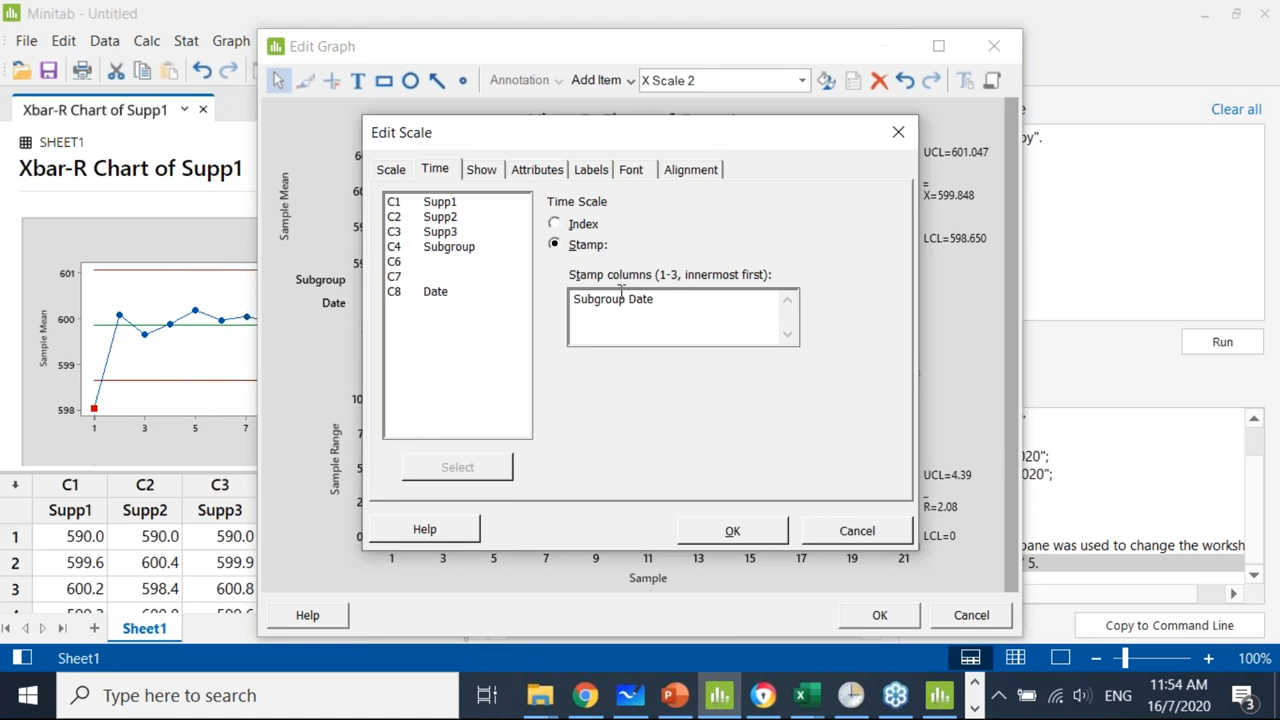 Minitab - Untitled
File Edit Data Calc Stat Graph
Xbar-R Chart of Supp1
SHEET1
Xbar-R Chart of Supp1
601
600
599
598
Sample Mean
1 3 5 7
C1 C2 C3
Supp1 Supp2 Supp3
1 590.0 590.0 590.0
2 599.6 600.4 599.9
3 600.2 598.4 600.8
Sheet1
Edit Graph
Annotation Add Item X Scale 2
Sample Mean
Subgroup
Date
Sample Range
UCL=601.047
X=599.848
LCL=598.650
UCL=4.39
R=2.08
LCL=0
1 3 5 7 9 11 13 15 17 19 21
Sample
Help OK Cancel
Edit Scale
Scale Time Show Attributes Labels Font Alignment
C1 Supp1
C2 Supp2
C3 Supp3
C4 Subgroup
C6
C7
C8 Date
Select
Time Scale
Index
Stamp:
Stamp columns (1-3, innermost first):
Subgroup Date
Help OK Cancel
Clear all
py".
Run
020";
020";
pane was used to change the worksh
5.
Copy to Command Line
Sheet1
100%
Type here to search
ENG
11:54 AM
16/7/2020
3